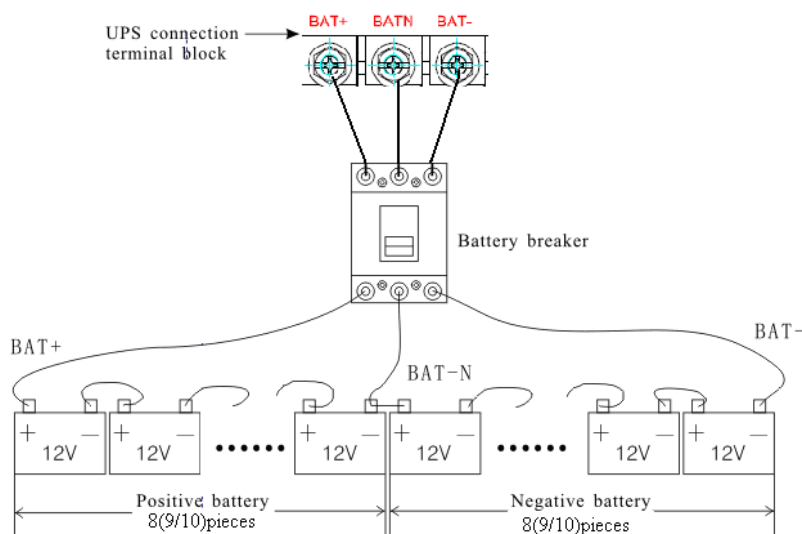 BAT+ BATN BAT-
UPS connection
terminal block
Battery breaker
BAT+
BAT-
BAT-N
+ — + — + — + — + — + —
12V 12V 12V 12V 12V 12V
Positive battery
8(9/10)pieces
Negative battery
8(9/10)pieces